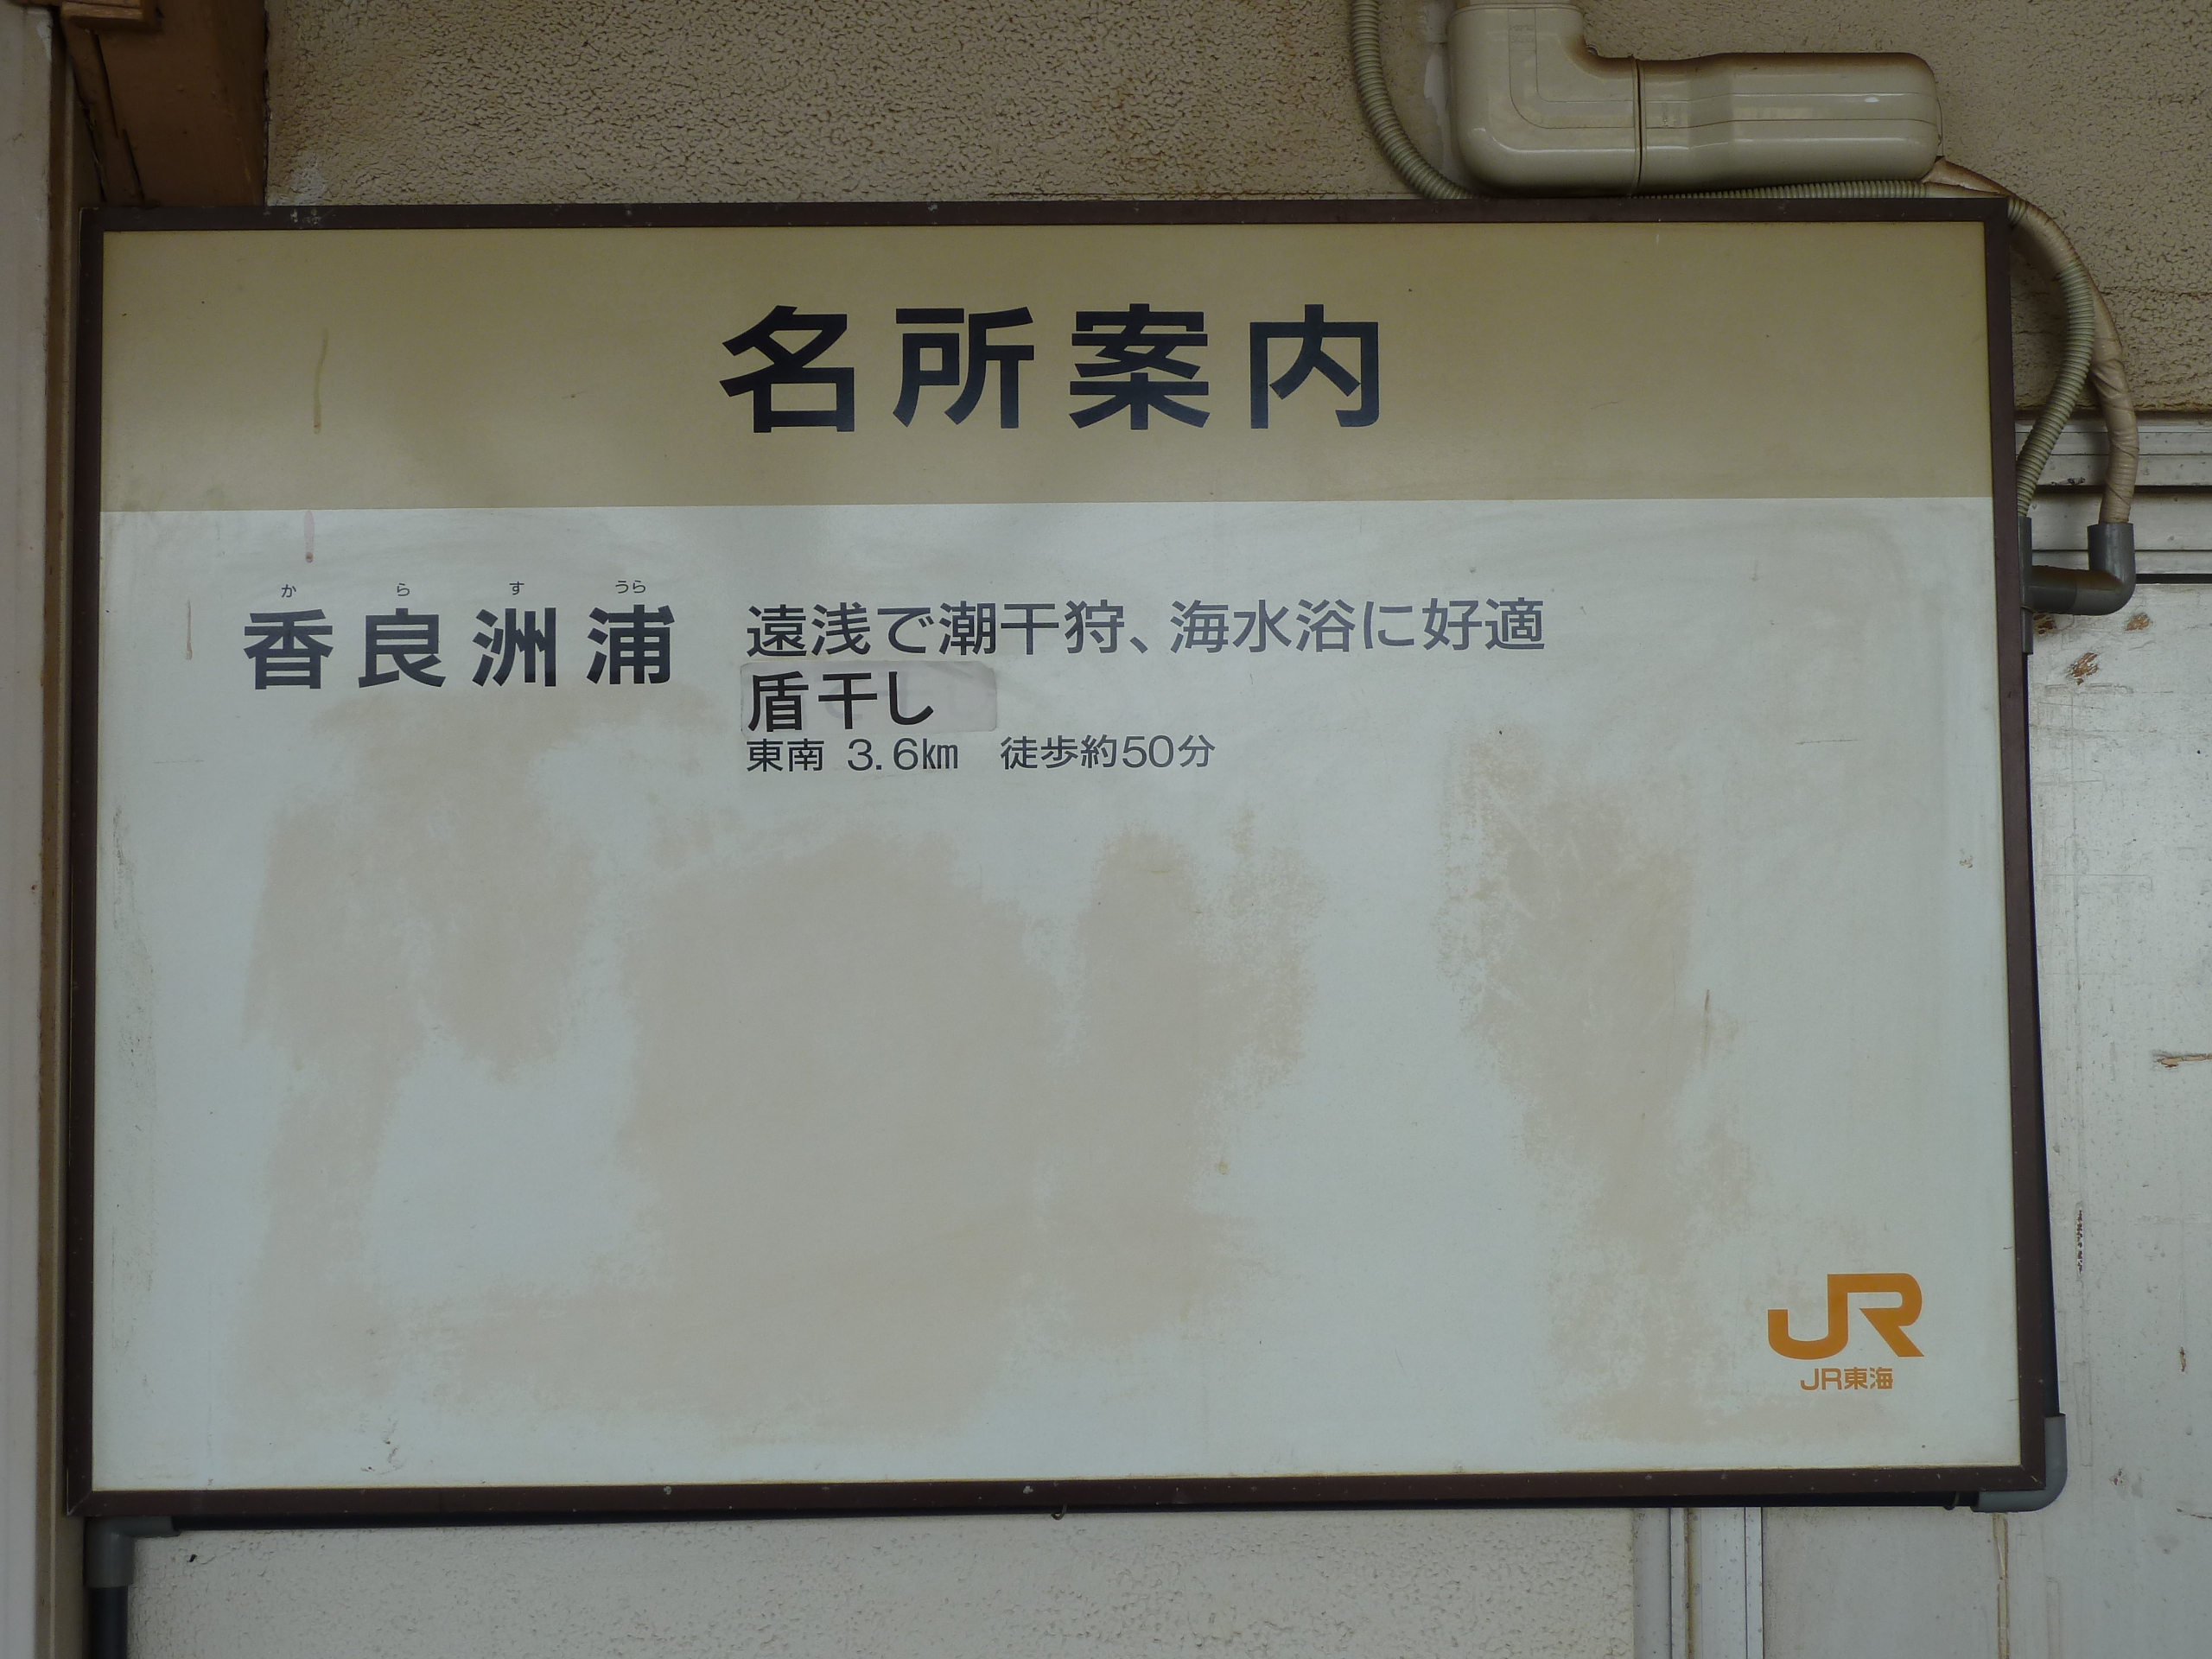 名所案内
か ら す うら
香良洲浦
遠浅で潮干狩、海水浴に好適
盾干し
東南 3.6㎞ 徒歩約50分
JR
JR東海